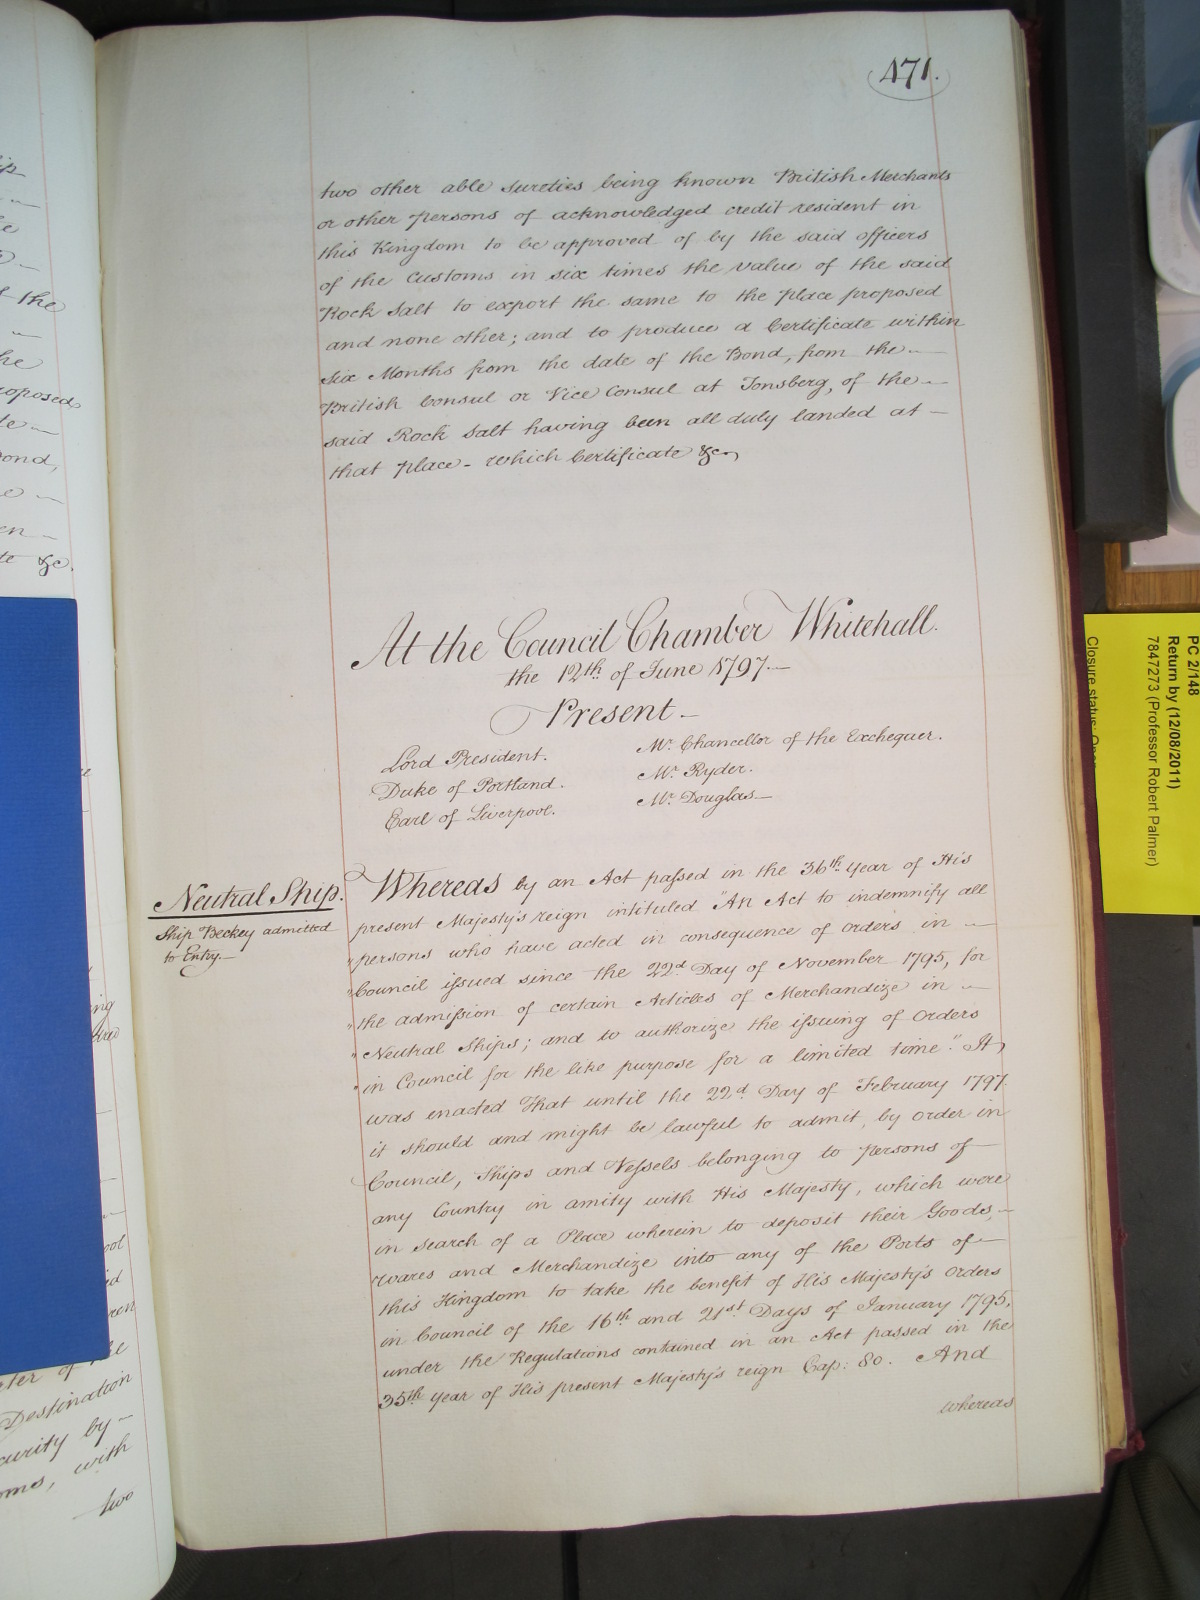 471.
two other able sureties being known British Merchants
or other persons of acknowledged credit resident in
this Kingdom to be approved of by the said officers
of the Customs in six times the value of the said
Rock Salt to export the same to the place proposed
and none other; and to produce a Certificate within
six Months from the date of the Bond, from the
British Consul or Vice Consul at Tonsberg, of the
said Rock Salt having been all duly landed at
that place - which Certificate &c
At the Council Chamber Whitehall.
the 12th of June 1797
Present
Lord President.
Duke of Portland.
Earl of Liverpool.
Mr Chancellor of the Exchequer.
Mr Ryder.
Mr Douglas
Neutral Ship.
Ship Beckey admitted
to Entry
Whereas by an Act passed in the 36th Year of His
present Majesty's reign intituled "An Act to indemnify all
"persons who have acted in consequence of orders in
"Council issued since the 22d Day of November 1795, for
"the admission of certain Articles of Merchandize in
"Neutral Ships; and to authorize the issuing of Orders
"in Council for the like purpose for a limited time." It
was enacted That until the 22d Day of February 1797
it should and might be lawful to admit, by order in
Council, Ships and Vessels belonging to persons of
any Country in amity with His Majesty, which were
in search of a Place wherein to deposit their Goods,
wares and Merchandize into any of the Ports of
this Kingdom to take the benefit of His Majesty's Orders
in Council of the 16th and 21st Days of January 1795,
under the Regulations contained in an Act passed in the
35th year of His present Majesty's reign Cap: 80. And
whereas
the
oposed
ond,
te &c.
Destination
curity by
oms, with
two
PC 2/148
Return by (12/08/2011)
7847273 (Professor Robert Palmer)
Closure status: Open